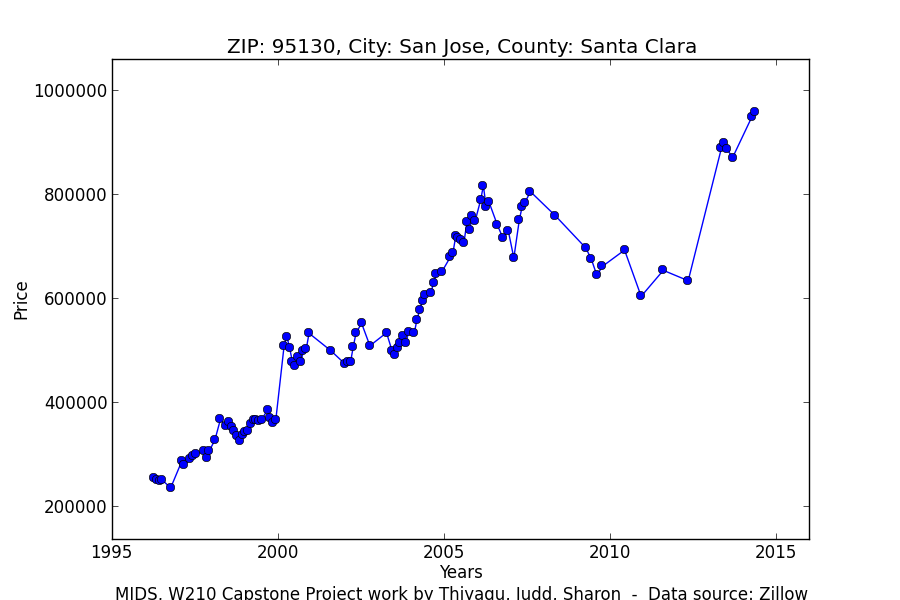 ZIP: 95130, City: San Jose, County: Santa Clara
1000000
800000
600000
400000
200000
Price
1995 2000 2005 2010 2015
Years
MIDS, W210 Capstone Project work by Thiyagu, Judd, Sharon - Data source: Zillow